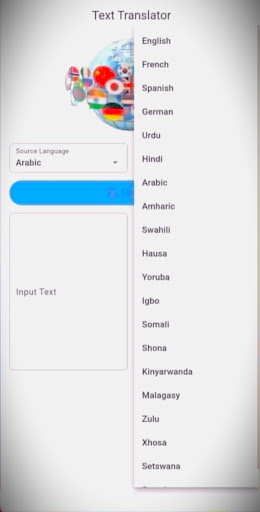 Text Translator
Source Language
Arabic
Input Text
English
French
Spanish
German
Urdu
Hindi
Arabic
Amharic
Swahili
Hausa
Yoruba
Igbo
Somali
Shona
Kinyarwanda
Malagasy
Zulu
Xhosa
Setswana